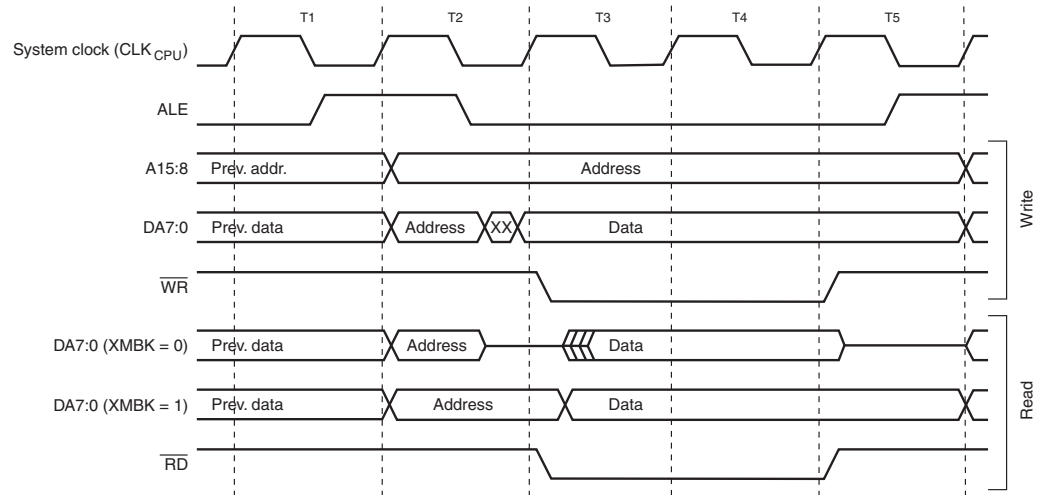 T1 T2 T3 T4 T5
System clock (CLK CPU)
ALE
A15:8 Prev. addr. Address
DA7:0 Prev. data Address XX Data
WR
DA7:0 (XMBK = 0) Prev. data Address Data
DA7:0 (XMBK = 1) Prev. data Address Data
RD
Write
Read